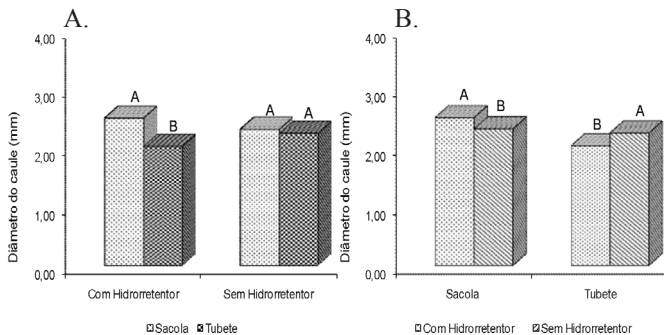 A.
4,00
3,00
2,00
1,00
0,00
Diâmetro do caule (mm)
A
B
A
A
Com Hidrorretentor
Sem Hidrorretentor
Sacola
Tubete
B.
4,00
3,00
2,00
1,00
0,00
Diâmetro do caule (mm)
A
B
B
A
Sacola
Tubete
Com Hidrorretentor
Sem Hidrorretentor